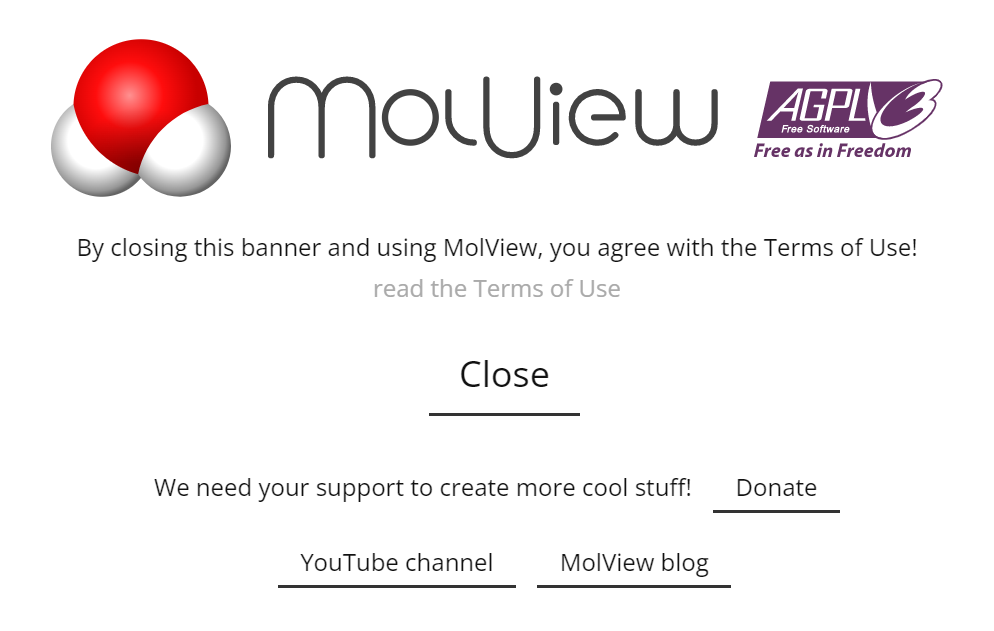 MolView
AGPL v3
Free Software
Free as in Freedom
By closing this banner and using MolView, you agree with the Terms of Use!
read the Terms of Use
Close
We need your support to create more cool stuff! Donate
YouTube channel MolView blog